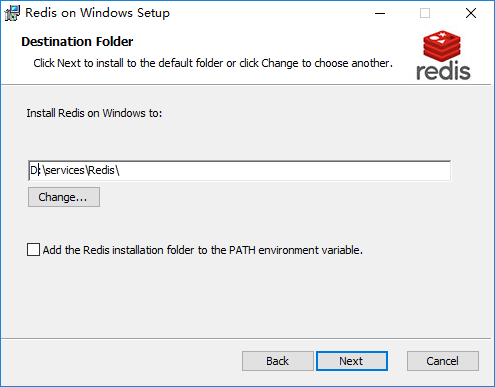 Redis on Windows Setup
Destination Folder
Click Next to install to the default folder or click Change to choose another.
redis
Install Redis on Windows to:
D:\services\Redis\
Change...
Add the Redis installation folder to the PATH environment variable.
Back
Next
Cancel